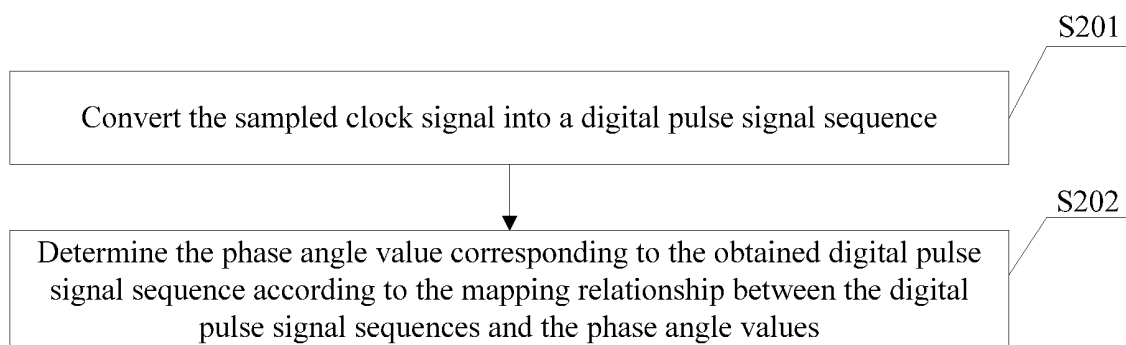 S201
Convert the sampled clock signal into a digital pulse signal sequence
S202
Determine the phase angle value corresponding to the obtained digital pulse
signal sequence according to the mapping relationship between the digital
pulse signal sequences and the phase angle values